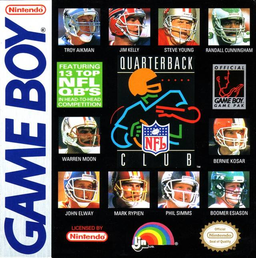 Nintendo
GAME BOY
TROY AIKMAN
JIM KELLY
STEVE YOUNG
RANDALL CUNNINGHAM
FEATURING
13 TOP
NFL
Q.B'S
IN HEAD-TO-HEAD
COMPETITION
QUARTERBACK
NFL
CLUB
OFFICIAL
GAME BOY
GAME PAK
WARREN MOON
BERNIE KOSAR
JOHN ELWAY
MARK RYPIEN
PHIL SIMMS
BOOMER ESIASON
LICENSED BY
Nintendo
LJN